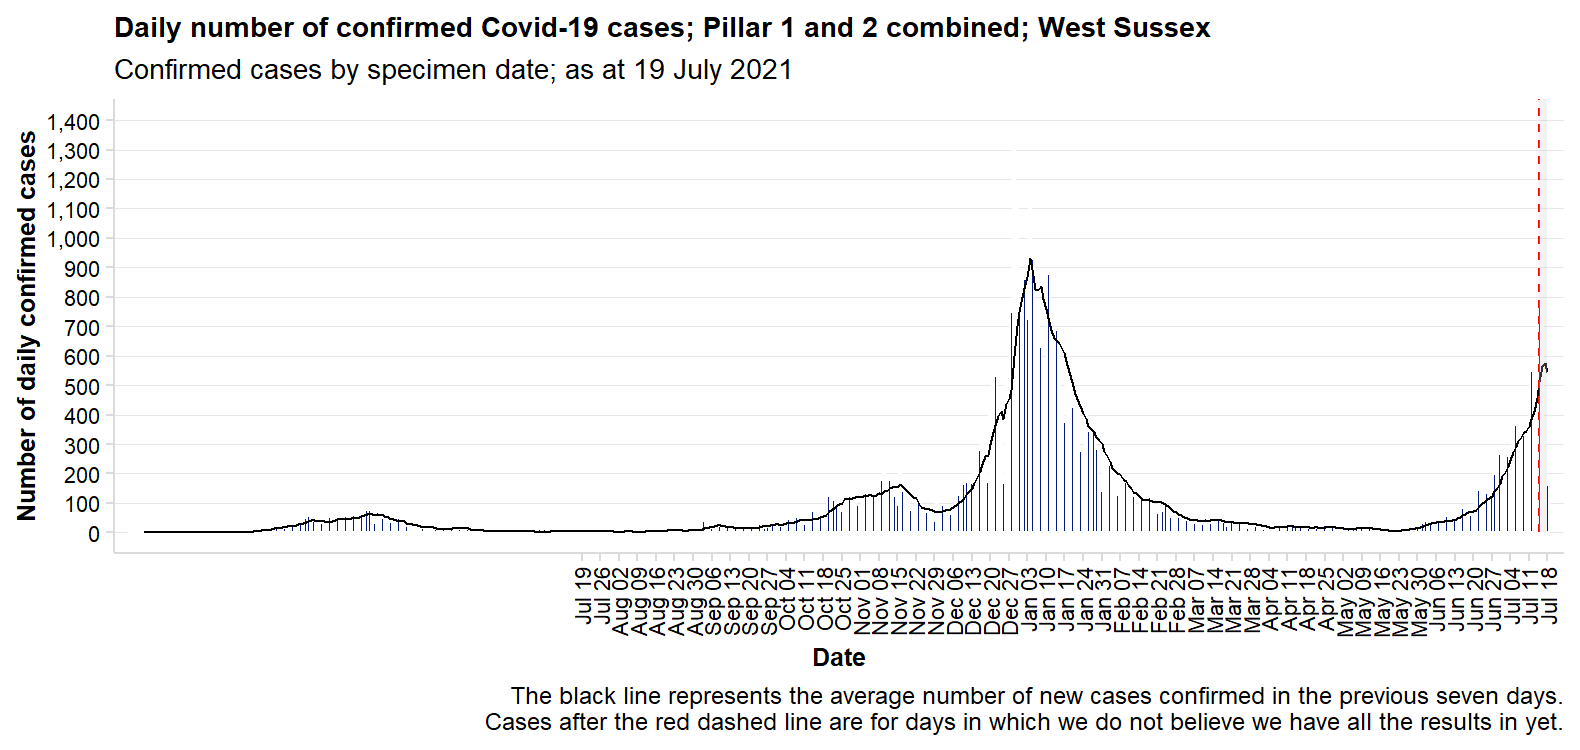 Daily number of confirmed Covid-19 cases; Pillar 1 and 2 combined; West Sussex
Confirmed cases by specimen date; as at 19 July 2021
Number of daily confirmed cases
1,400
1,300
1,200
1,100
1,000
900
800
700
600
500
400
300
200
100
0
Jul 19
Jul 26
Aug 02
Aug 09
Aug 16
Aug 23
Aug 30
Sep 06
Sep 13
Sep 20
Sep 27
Oct 04
Oct 11
Oct 18
Oct 25
Nov 01
Nov 08
Nov 15
Nov 22
Nov 29
Dec 06
Dec 13
Dec 20
Dec 27
Jan 03
Jan 10
Jan 17
Jan 24
Jan 31
Feb 07
Feb 14
Feb 21
Feb 28
Mar 07
Mar 14
Mar 21
Mar 28
Apr 04
Apr 11
Apr 18
Apr 25
May 02
May 09
May 16
May 23
May 30
Jun 06
Jun 13
Jun 20
Jun 27
Jul 04
Jul 11
Jul 18
Date
The black line represents the average number of new cases confirmed in the previous seven days.
Cases after the red dashed line are for days in which we do not believe we have all the results in yet.